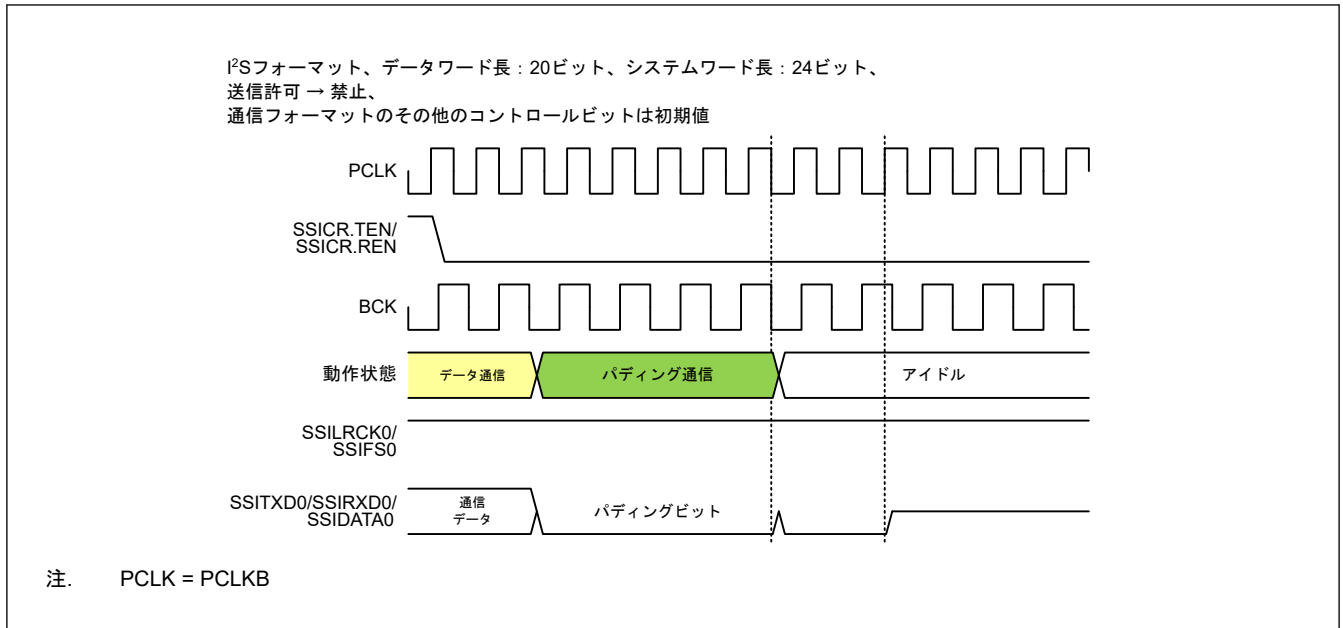 I²Sフォーマット、データワード長：20ビット、システムワード長：24ビット、
送信許可 → 禁止、
通信フォーマットのその他のコントロールビットは初期値
PCLK
SSICR.TEN/
SSICR.REN
BCK
動作状態
データ通信
パディング通信
アイドル
SSILRCK0/
SSIFS0
SSITXD0/SSIRXD0/
SSIDATA0
通信
データ
パディングビット
注. PCLK = PCLKB